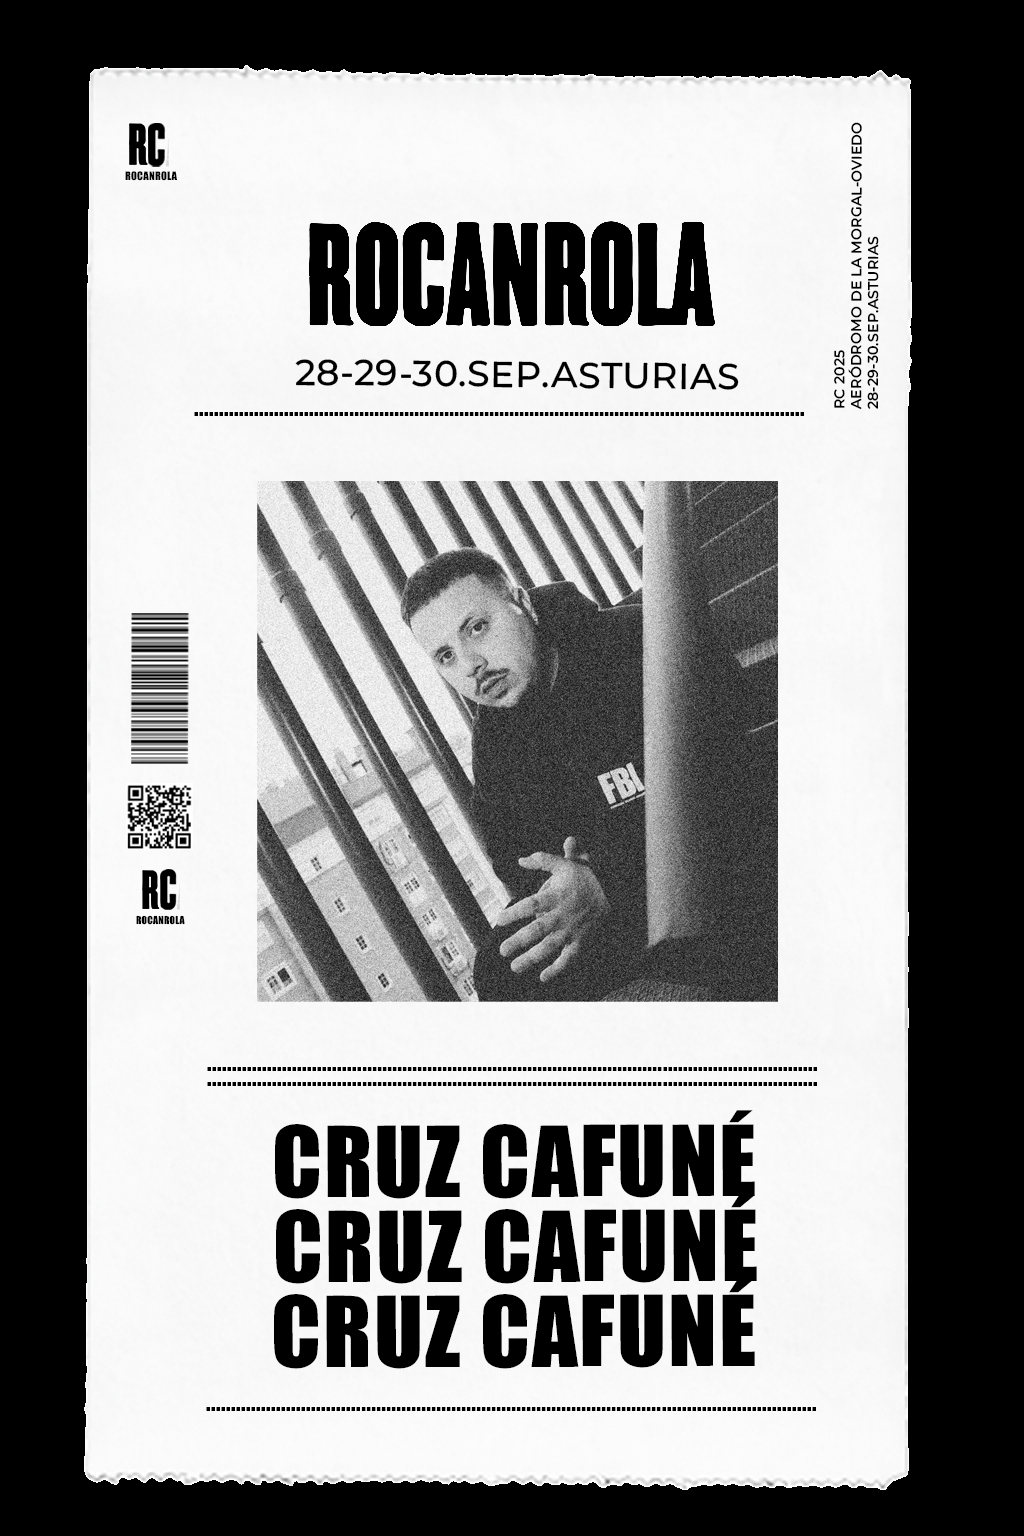 RC
ROCANROLA
RC 2025
AERÓDROMO DE LA MORGAL-OVIEDO
28-29-30.SEP.ASTURIAS
ROCANROLA
28-29-30.SEP.ASTURIAS
FBI
RC
ROCANROLA
CRUZ CAFUNÉ
CRUZ CAFUNÉ
CRUZ CAFUNÉ